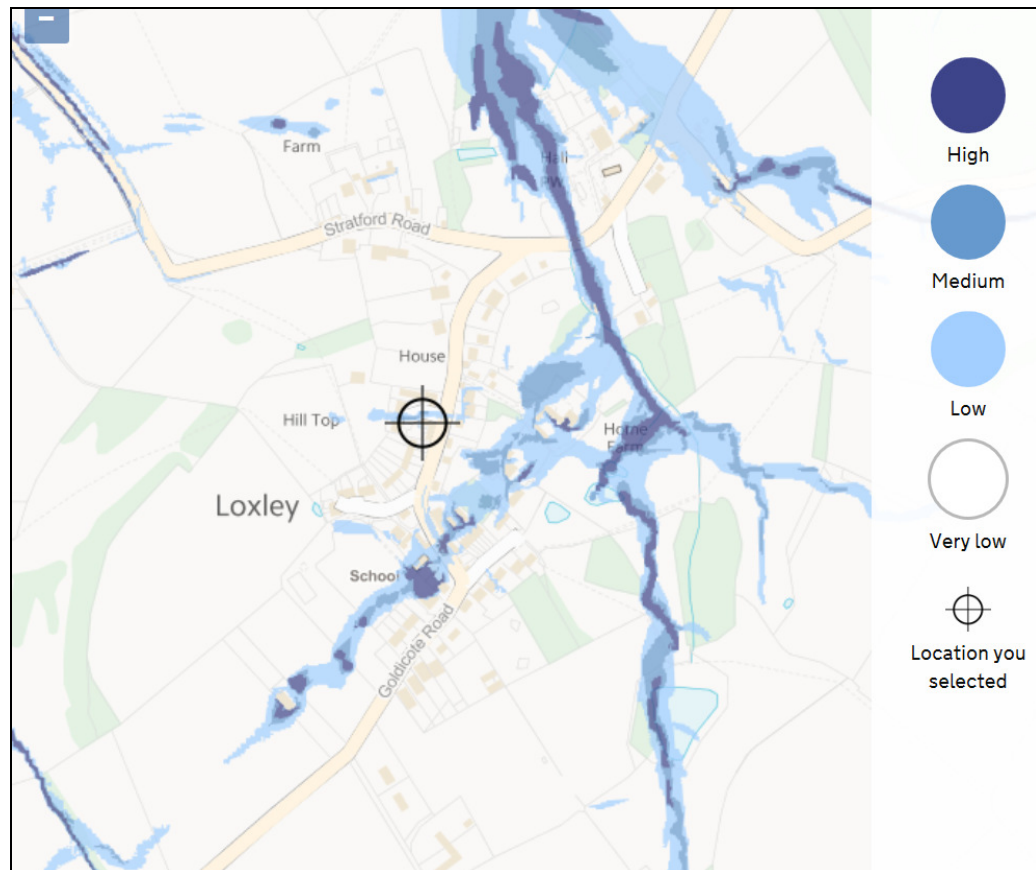 −
Farm
Hall
PW
Stratford Road
House
Hill Top
Home
Farm
Loxley
School
Goldicote Road
High
Medium
Low
Very low
Location you
selected